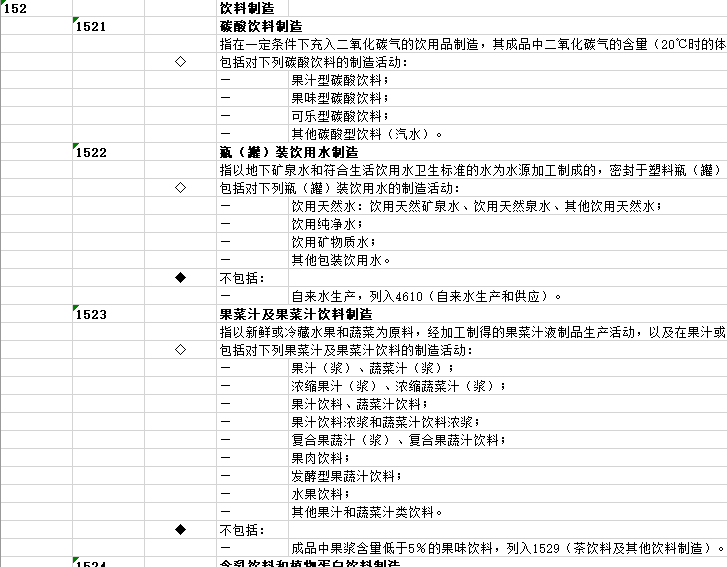 152 饮料制造
1521 碳酸饮料制造
指在一定条件下充入二氧化碳气的饮用品制造，其成品中二氧化碳气的含量（20℃时的体
◇ 包括对下列碳酸饮料的制造活动：
— 果汁型碳酸饮料；
— 果味型碳酸饮料；
— 可乐型碳酸饮料；
— 其他碳酸型饮料（汽水）。
1522 瓶（罐）装饮用水制造
指以地下矿泉水和符合生活饮用水卫生标准的水为水源加工制成的，密封于塑料瓶（罐）
◇ 包括对下列瓶（罐）装饮用水的制造活动：
— 饮用天然水：饮用天然矿泉水、饮用天然泉水、其他饮用天然水；
— 饮用纯净水；
— 饮用矿物质水；
— 其他包装饮用水。
◆ 不包括：
— 自来水生产，列入4610（自来水生产和供应）。
1523 果菜汁及果菜汁饮料制造
指以新鲜或冷藏水果和蔬菜为原料，经加工制得的果菜汁液制品生产活动，以及在果汁或
◇ 包括对下列果菜汁及果菜汁饮料的制造活动：
— 果汁（浆）、蔬菜汁（浆）；
— 浓缩果汁（浆）、浓缩蔬菜汁（浆）；
— 果汁饮料、蔬菜汁饮料；
— 果汁饮料浓浆和蔬菜汁饮料浓浆；
— 复合果蔬汁（浆）、复合果蔬汁饮料；
— 果肉饮料；
— 发酵型果蔬汁饮料；
— 水果饮料；
— 其他果汁和蔬菜汁类饮料。
◆ 不包括：
— 成品中果浆含量低于5％的果味饮料，列入1529（茶饮料及其他饮料制造）。
1524 含乳饮料和植物蛋白饮料制造